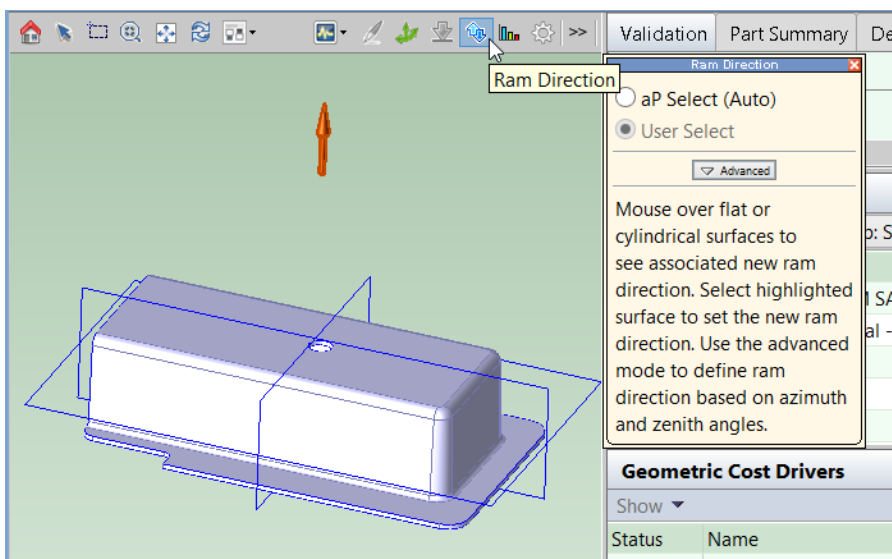 >>
Validation
Part Summary
De
Ram Direction
Ram Direction
aP Select (Auto)
User Select
Advanced
Mouse over flat or
cylindrical surfaces to
see associated new ram
direction. Select highlighted
surface to set the new ram
direction. Use the advanced
mode to define ram
direction based on azimuth
and zenith angles.
o: S
SA
al -
Geometric Cost Drivers
Show
Status Name